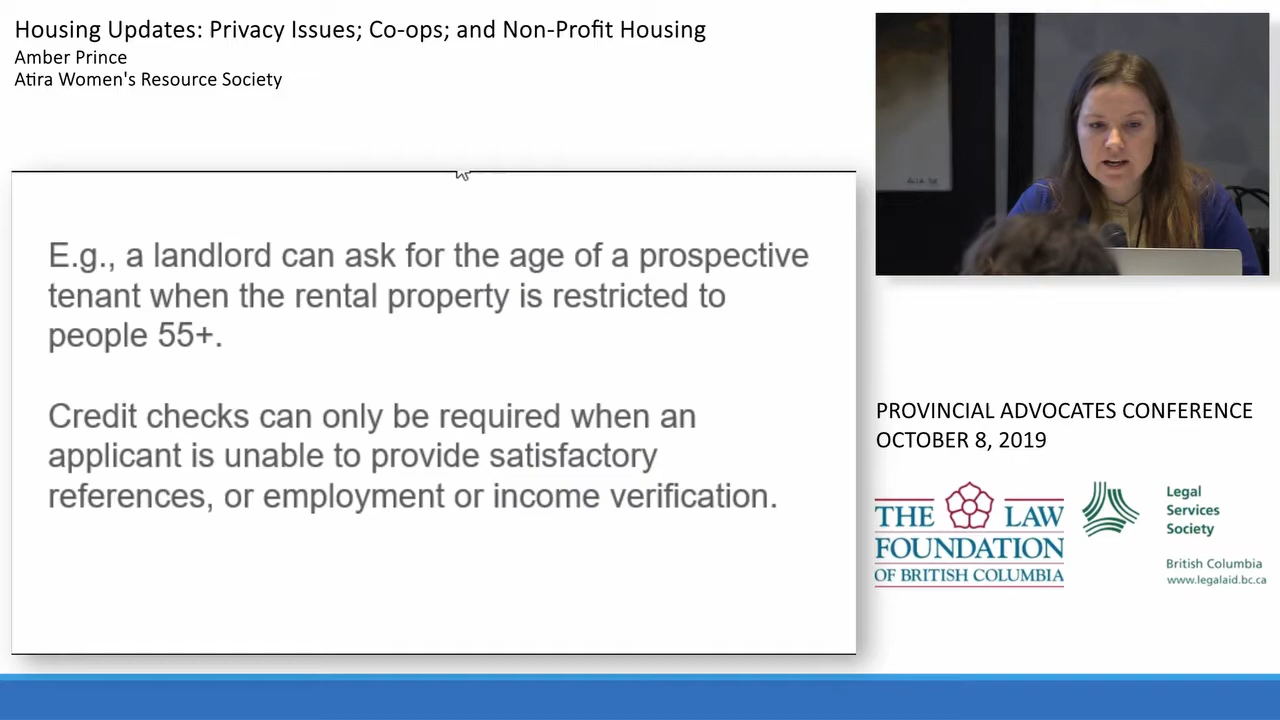 Housing Updates: Privacy Issues; Co-ops; and Non-Profit Housing
Amber Prince
Atira Women's Resource Society
E.g., a landlord can ask for the age of a prospective
tenant when the rental property is restricted to
people 55+.
Credit checks can only be required when an
applicant is unable to provide satisfactory
references, or employment or income verification.
PROVINCIAL ADVOCATES CONFERENCE
OCTOBER 8, 2019
THE LAW
FOUNDATION
OF BRITISH COLUMBIA
Legal
Services
Society
British Columbia
www.legalaid.bc.ca